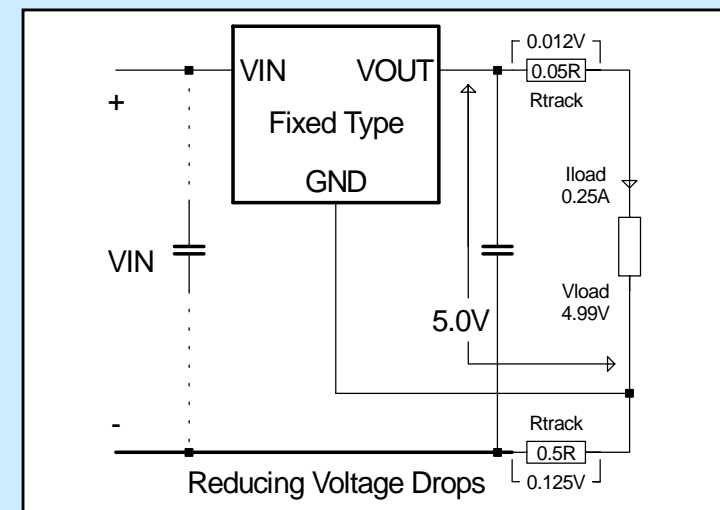 0.012V
VIN
VOUT
0.05R
+
Rtrack
Fixed Type
Iload
0.25A
GND
VIN
Vload
4.99V
5.0V
-
Rtrack
0.5R
Reducing Voltage Drops
0.125V